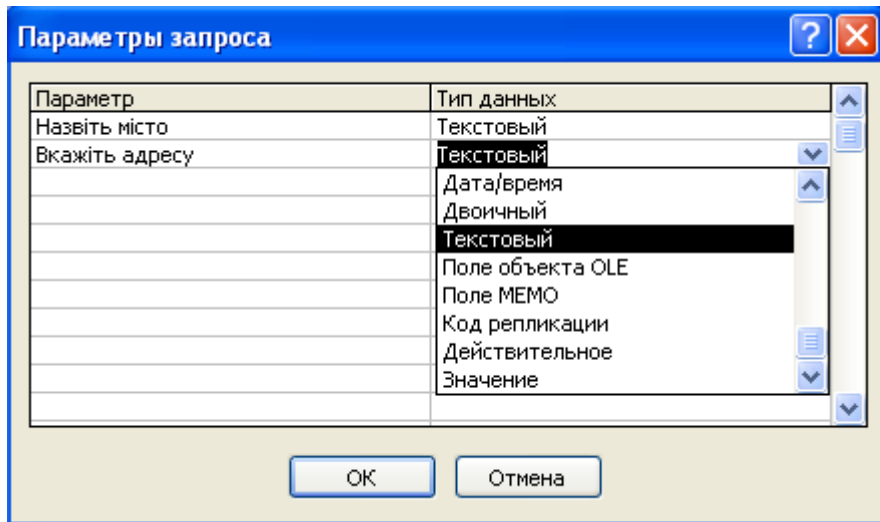 Параметры запроса
Параметр Тип данных
Назвіть місто Текстовый
Вкажіть адресу Текстовый
Дата/время
Двоичный
Текстовый
Поле объекта OLE
Поле MEMO
Код репликации
Действительное
Значение
ОК Отмена